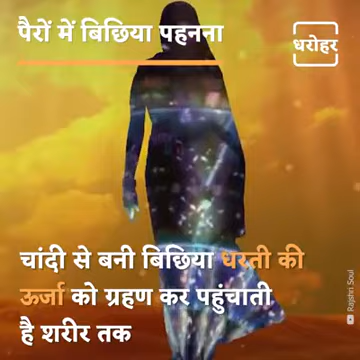 पैरों में बिछिया पहनना
धरोहर
चांदी से बनी बिछिया धरती की
ऊर्जा को ग्रहण कर पहुंचाती
है शरीर तक
Rajshri Soul